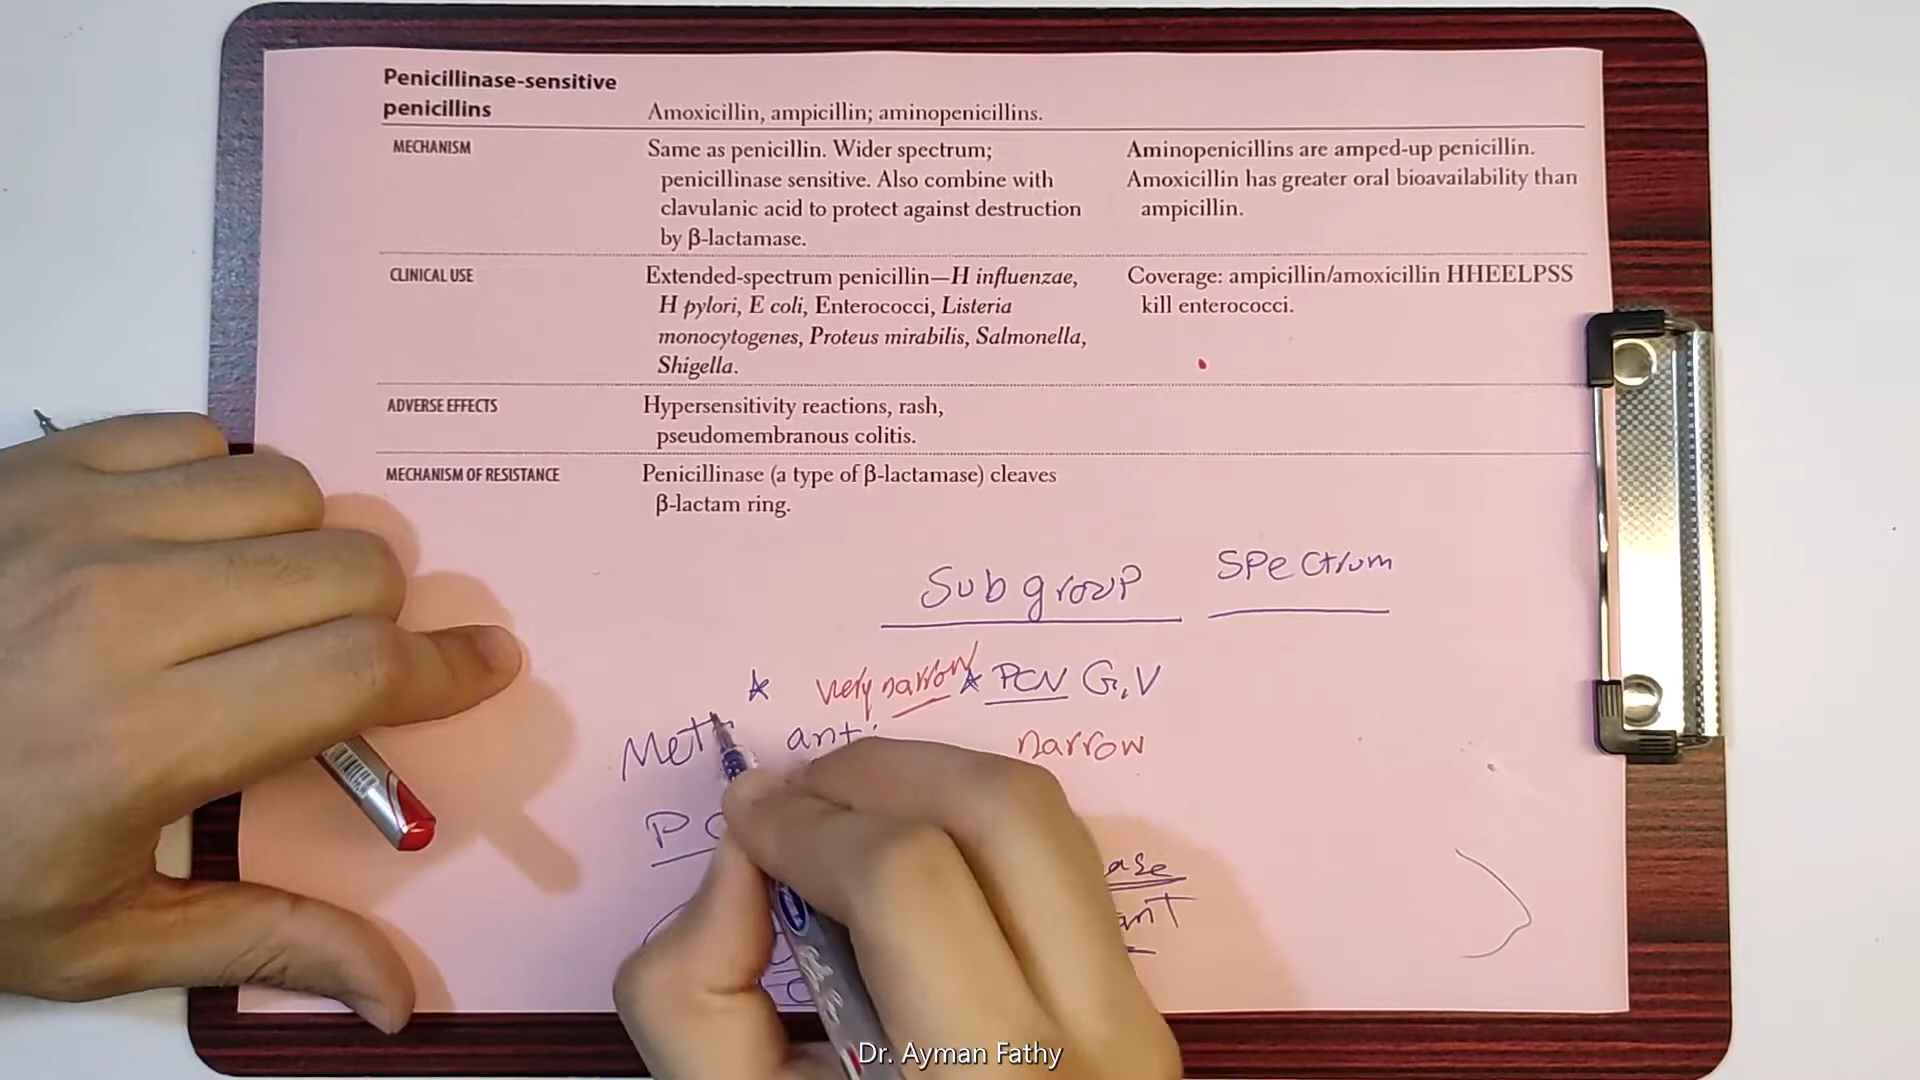 Penicillinase-sensitive
penicillins
Amoxicillin, ampicillin; aminopenicillins.
MECHANISM
Same as penicillin. Wider spectrum;
penicillinase sensitive. Also combine with
clavulanic acid to protect against destruction
by β-lactamase.
Aminopenicillins are amped-up penicillin.
Amoxicillin has greater oral bioavailability than
ampicillin.
CLINICAL USE
Extended-spectrum penicillin—H influenzae,
H pylori, E coli, Enterococci, Listeria
monocytogenes, Proteus mirabilis, Salmonella,
Shigella.
Coverage: ampicillin/amoxicillin HHEELPSS
kill enterococci.
ADVERSE EFFECTS
Hypersensitivity reactions, rash,
pseudomembranous colitis.
MECHANISM OF RESISTANCE
Penicillinase (a type of β-lactamase) cleaves
β-lactam ring.
Subgroup
Spectrum
very narrow PCN G, V
anti
narrow
Dr. Ayman Fathy